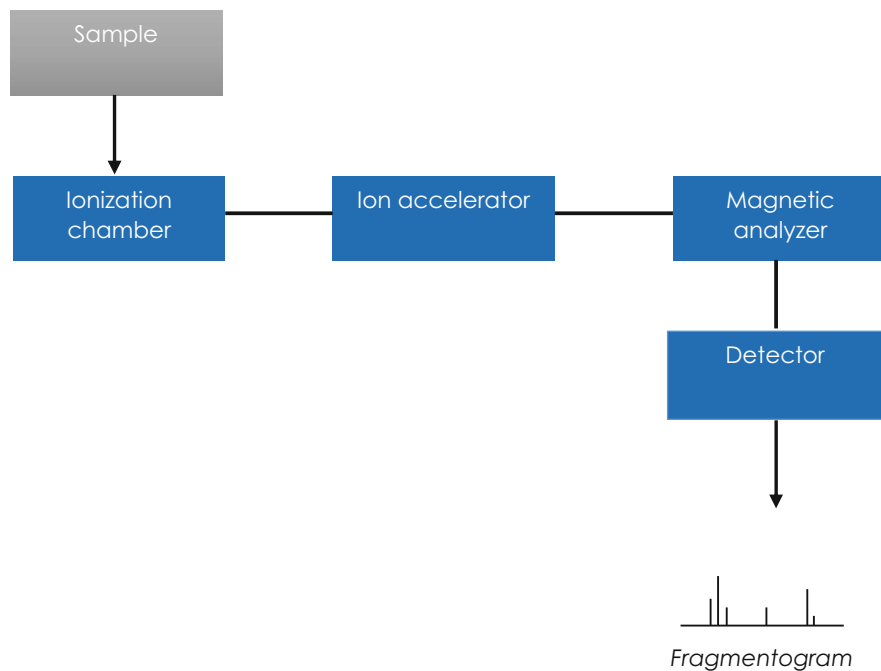 Sample
Ionization
chamber
Ion accelerator
Magnetic
analyzer
Detector
Fragmentogram